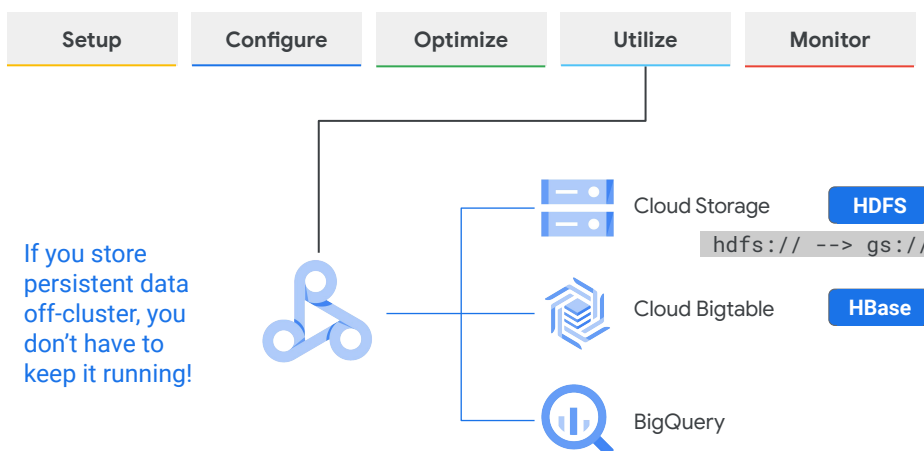 Setup
Configure
Optimize
Utilize
Monitor
Cloud Storage
HDFS
hdfs:// --> gs://
If you store
persistent data
off-cluster, you
don't have to
keep it running!
Cloud Bigtable
HBase
BigQuery